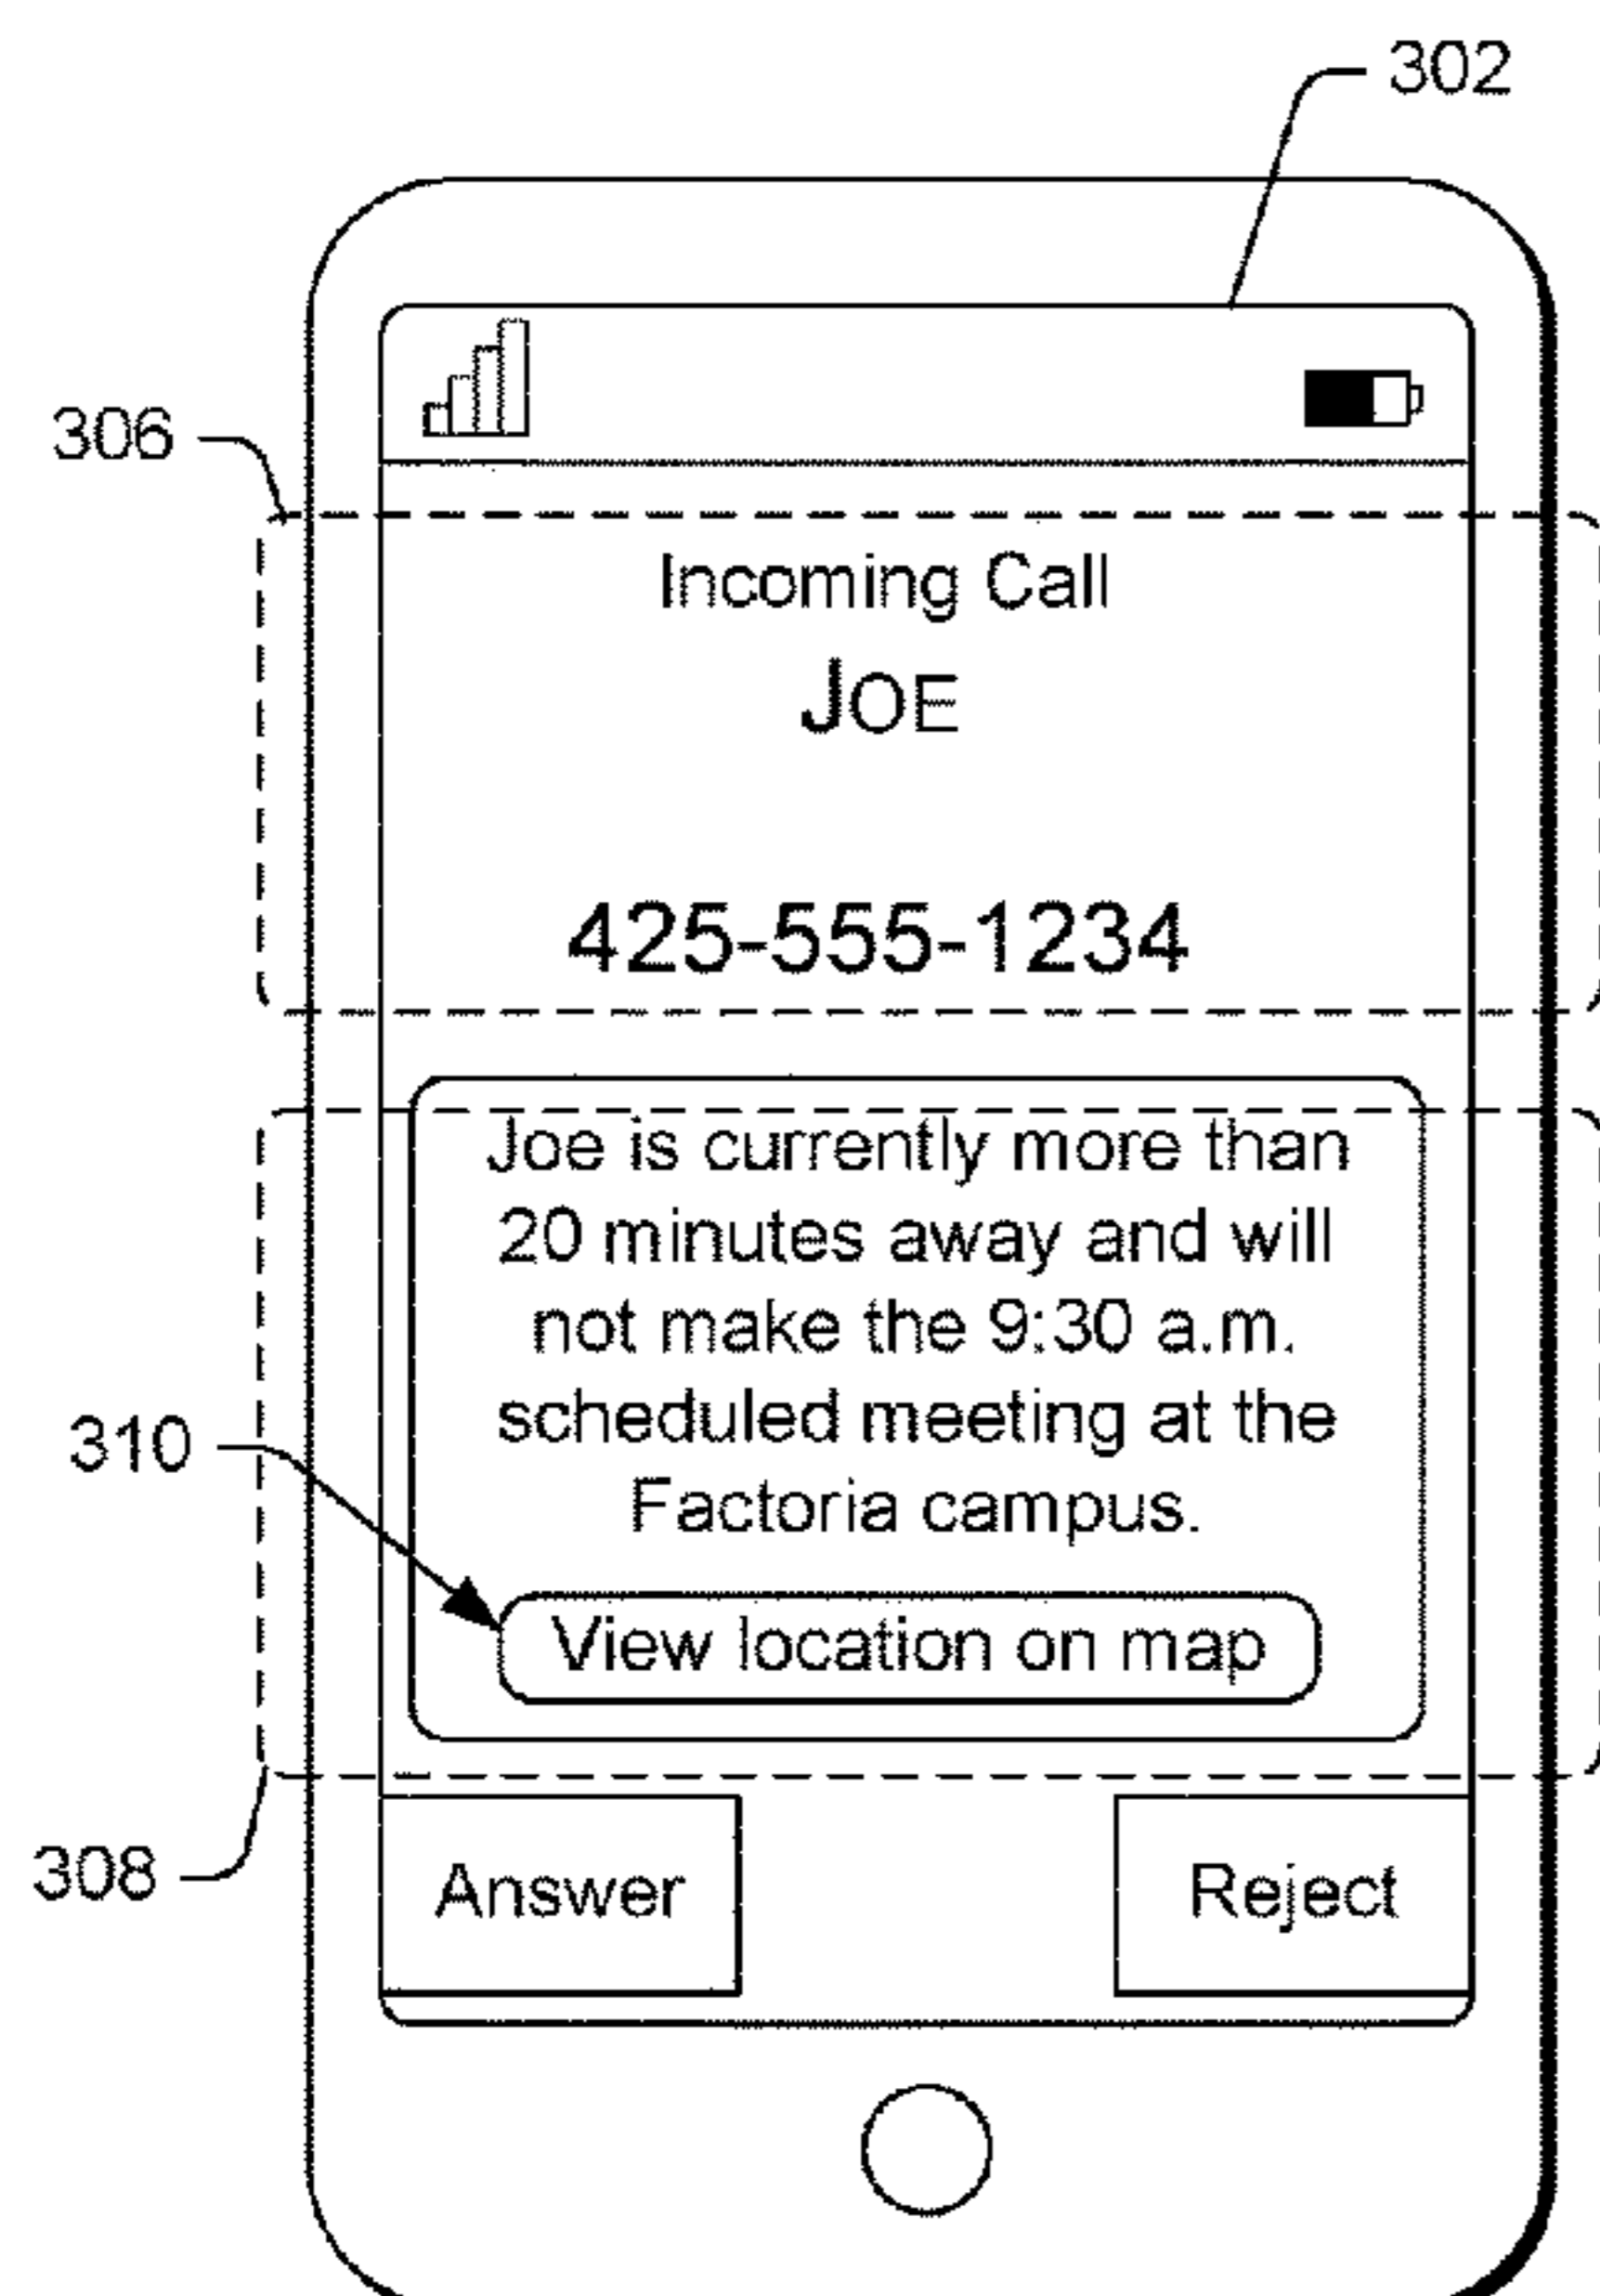 302
306
Incoming Call
JOE
425-555-1234
Joe is currently more than
20 minutes away and will
not make the 9:30 a.m.
scheduled meeting at the
Factoria campus.
310
View location on map
308
Answer
Reject